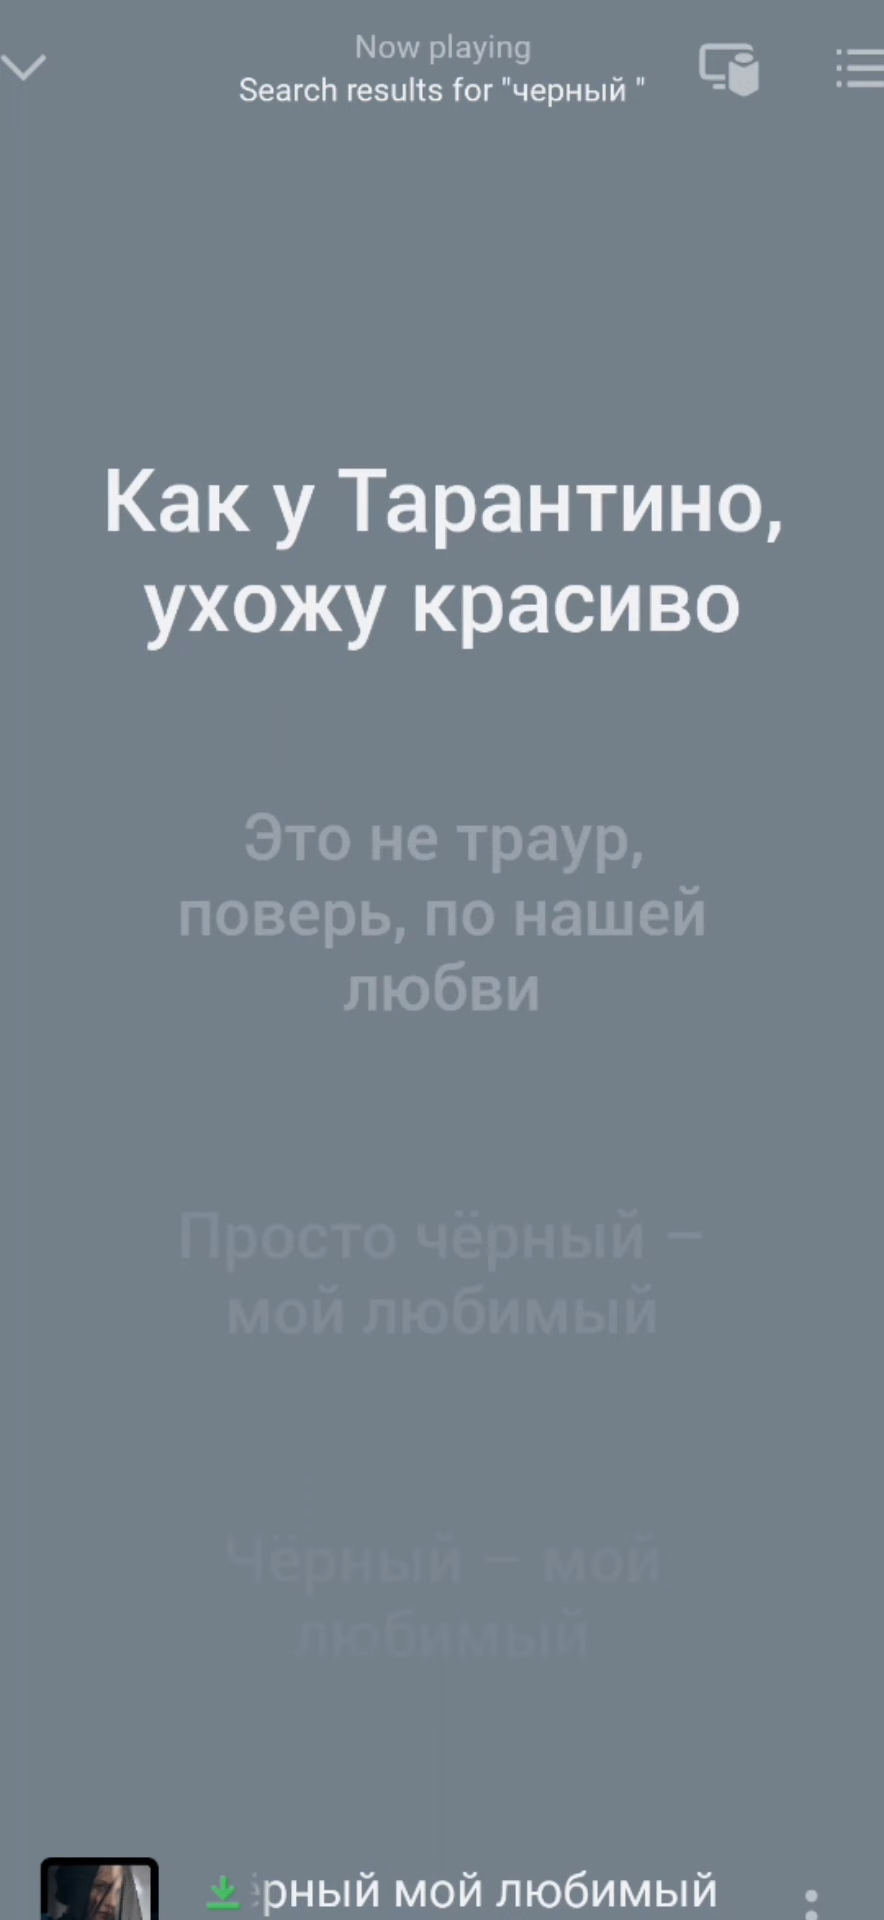 Now playing
Search results for "черный "
Как у Тарантино,
ухожу красиво
Это не траур,
поверь, по нашей
любви
Просто чёрный –
мой любимый
Чёрный – мой
любимый
рный мой любимый